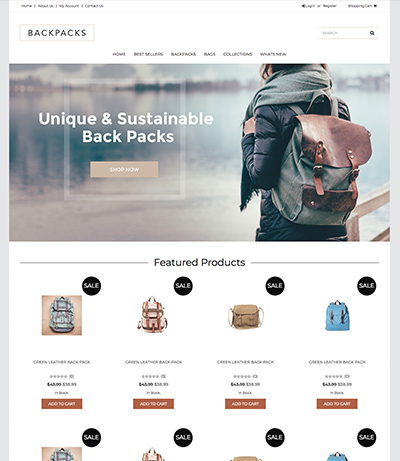 Home | About Us | My Account | Contact Us
Login or Register
Shopping Cart
BACKPACKS
SEARCH
HOME BEST SELLERS BACKPACKS BAGS COLLECTIONS WHATS NEW
Unique & Sustainable
Back Packs
SHOP NOW
Featured Products
SALE SALE SALE SALE
GREEN LEATHER BACK PACK GREEN LEATHER BACK PACK GREEN LEATHER BACK PACK GREEN LEATHER BACK PACK
(0) (0) (0) (0)
$43.99 $38.99 $43.99 $38.99 $43.99 $38.99 $43.99 $38.99
In Stock In Stock In Stock In Stock
ADD TO CART ADD TO CART ADD TO CART ADD TO CART
SALE SALE SALE SALE